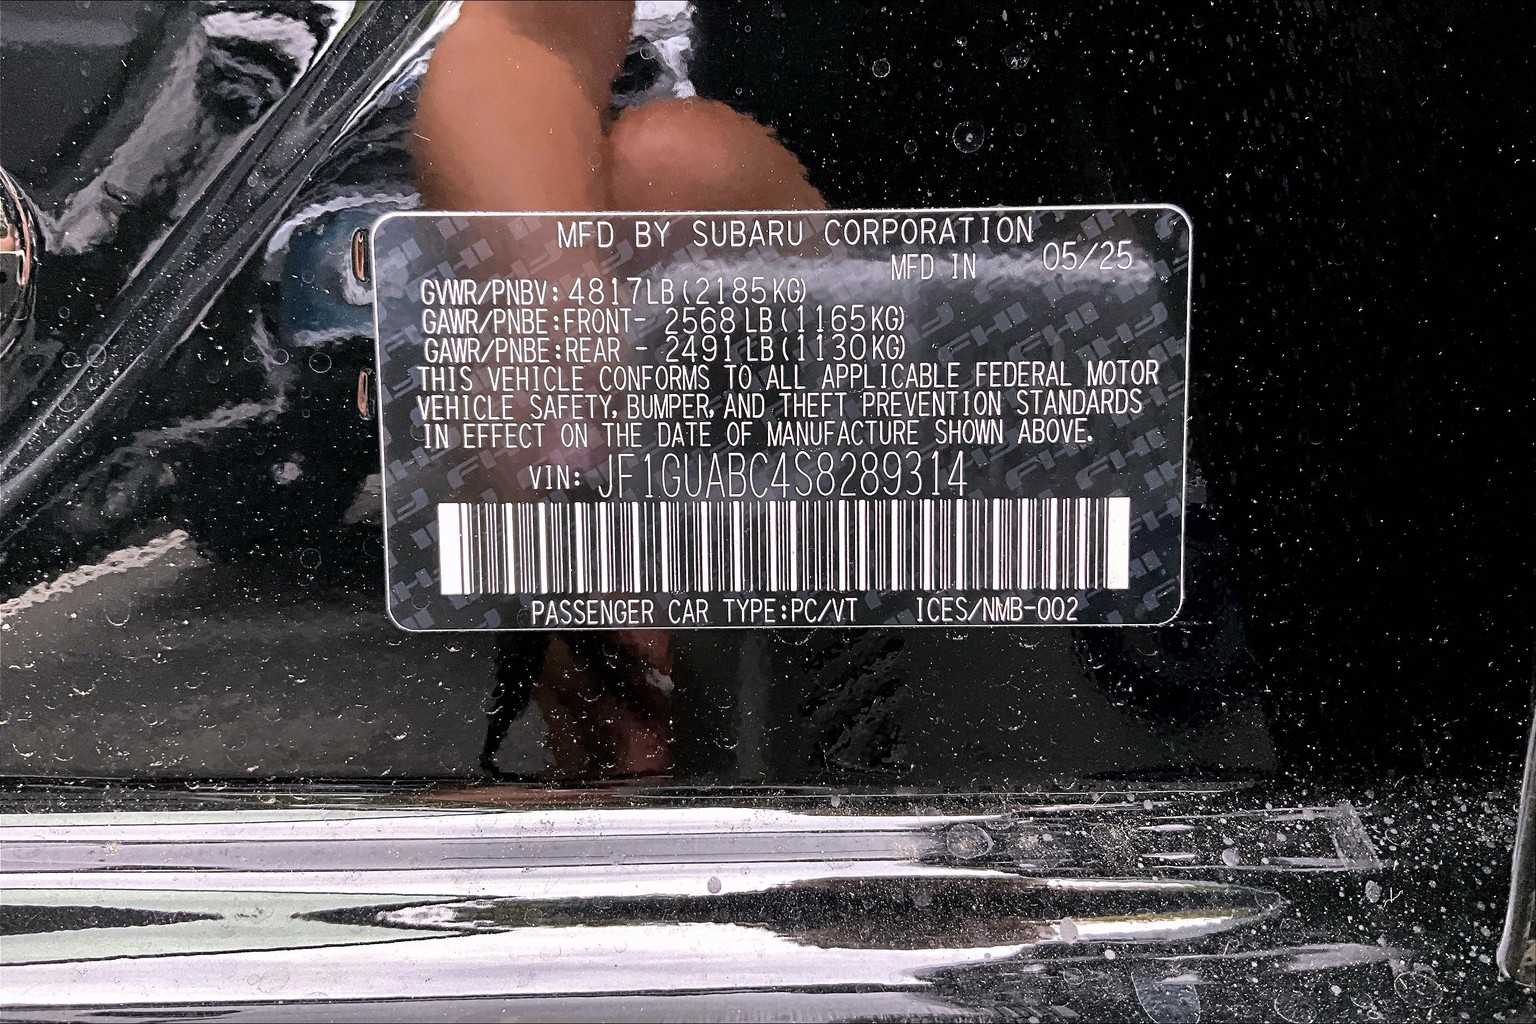 MFD BY SUBARU CORPORATION
MFD IN 05/25
GVWR/PNBV: 4817LB(2185KG)
GAWR/PNBE:FRONT- 2568 LB(1165KG)
GAWR/PNBE:REAR - 2491 LB(1130KG)
THIS VEHICLE CONFORMS TO ALL APPLICABLE FEDERAL MOTOR
VEHICLE SAFETY, BUMPER, AND THEFT PREVENTION STANDARDS
IN EFFECT ON THE DATE OF MANUFACTURE SHOWN ABOVE.
VIN: JF1GUABC4S8289314
PASSENGER CAR TYPE:PC/VT ICES/NMB-002